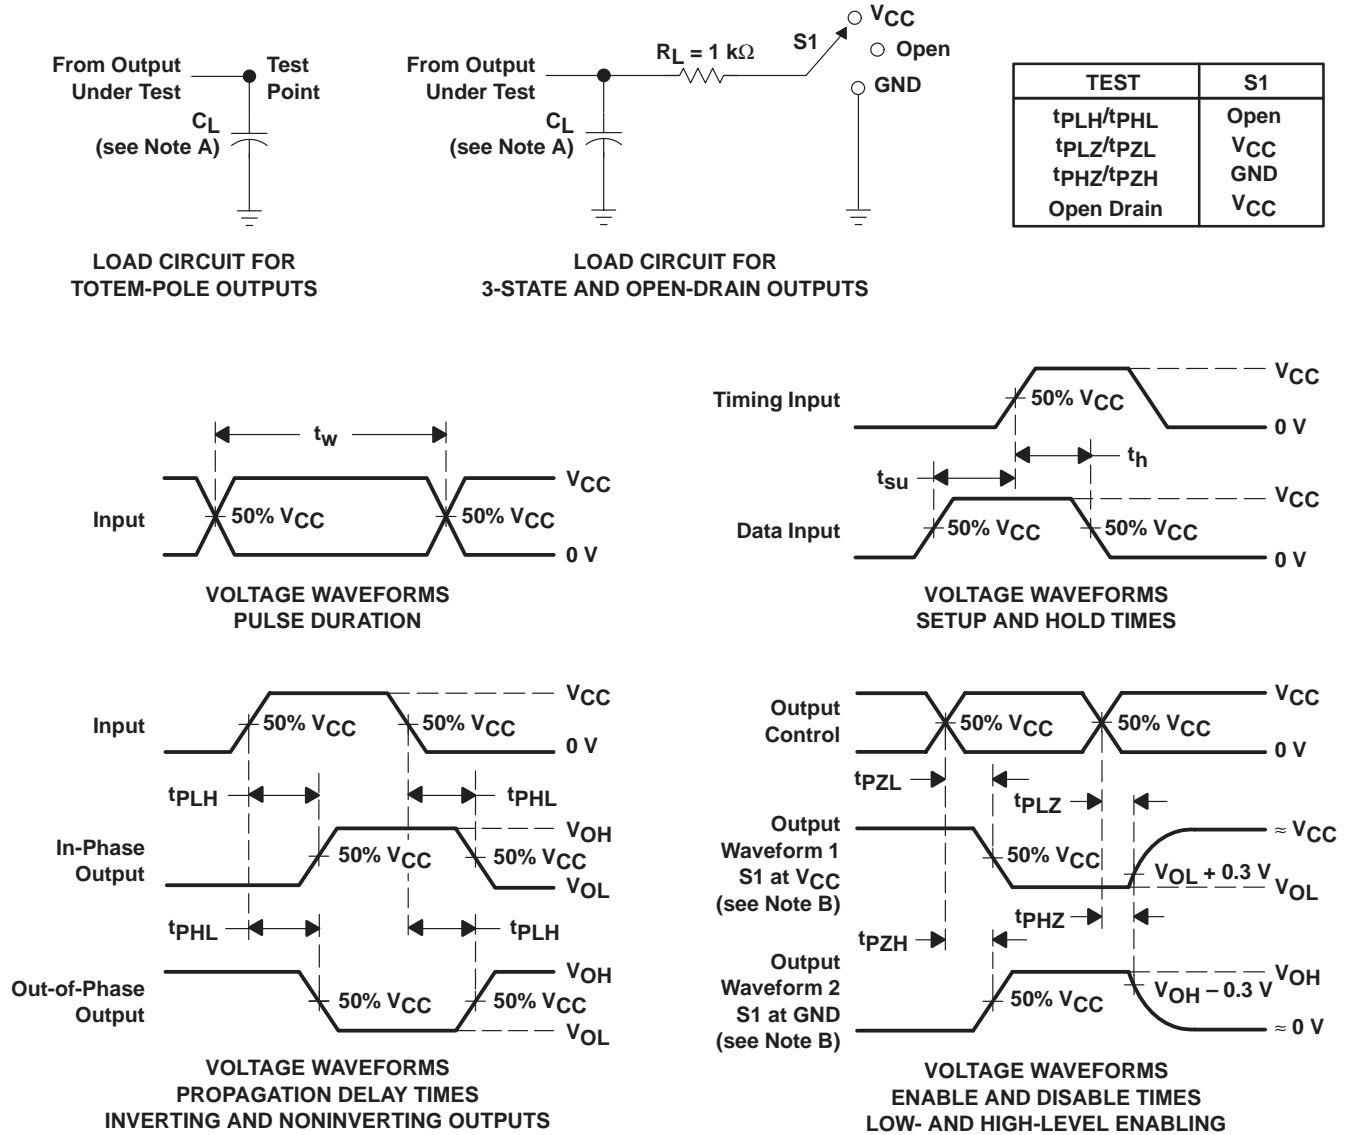 From Output
Under Test
Test
Point
CL
(see Note A)
LOAD CIRCUIT FOR
TOTEM-POLE OUTPUTS
From Output
Under Test
RL = 1 kΩ
S1
VCC
Open
GND
CL
(see Note A)
LOAD CIRCUIT FOR
3-STATE AND OPEN-DRAIN OUTPUTS
TEST S1
tPLH/tPHL Open
tPLZ/tPZL VCC
tPHZ/tPZH GND
Open Drain VCC
tw
Input
50% VCC
50% VCC
VCC
0 V
VOLTAGE WAVEFORMS
PULSE DURATION
Timing Input
50% VCC
VCC
0 V
tsu
th
Data Input
50% VCC
50% VCC
VCC
0 V
VOLTAGE WAVEFORMS
SETUP AND HOLD TIMES
Input
50% VCC
50% VCC
VCC
0 V
tPLH
tPHL
In-Phase
Output
50% VCC
50% VCC
VOH
VOL
tPHL
tPLH
Out-of-Phase
Output
50% VCC
50% VCC
VOH
VOL
VOLTAGE WAVEFORMS
PROPAGATION DELAY TIMES
INVERTING AND NONINVERTING OUTPUTS
Output
Control
50% VCC
50% VCC
VCC
0 V
tPZL
tPLZ
Output
Waveform 1
S1 at VCC
(see Note B)
50% VCC
≈ VCC
VOL + 0.3 V
VOL
tPZH
tPHZ
Output
Waveform 2
S1 at GND
(see Note B)
50% VCC
VOH
VOH – 0.3 V
≈ 0 V
VOLTAGE WAVEFORMS
ENABLE AND DISABLE TIMES
LOW- AND HIGH-LEVEL ENABLING